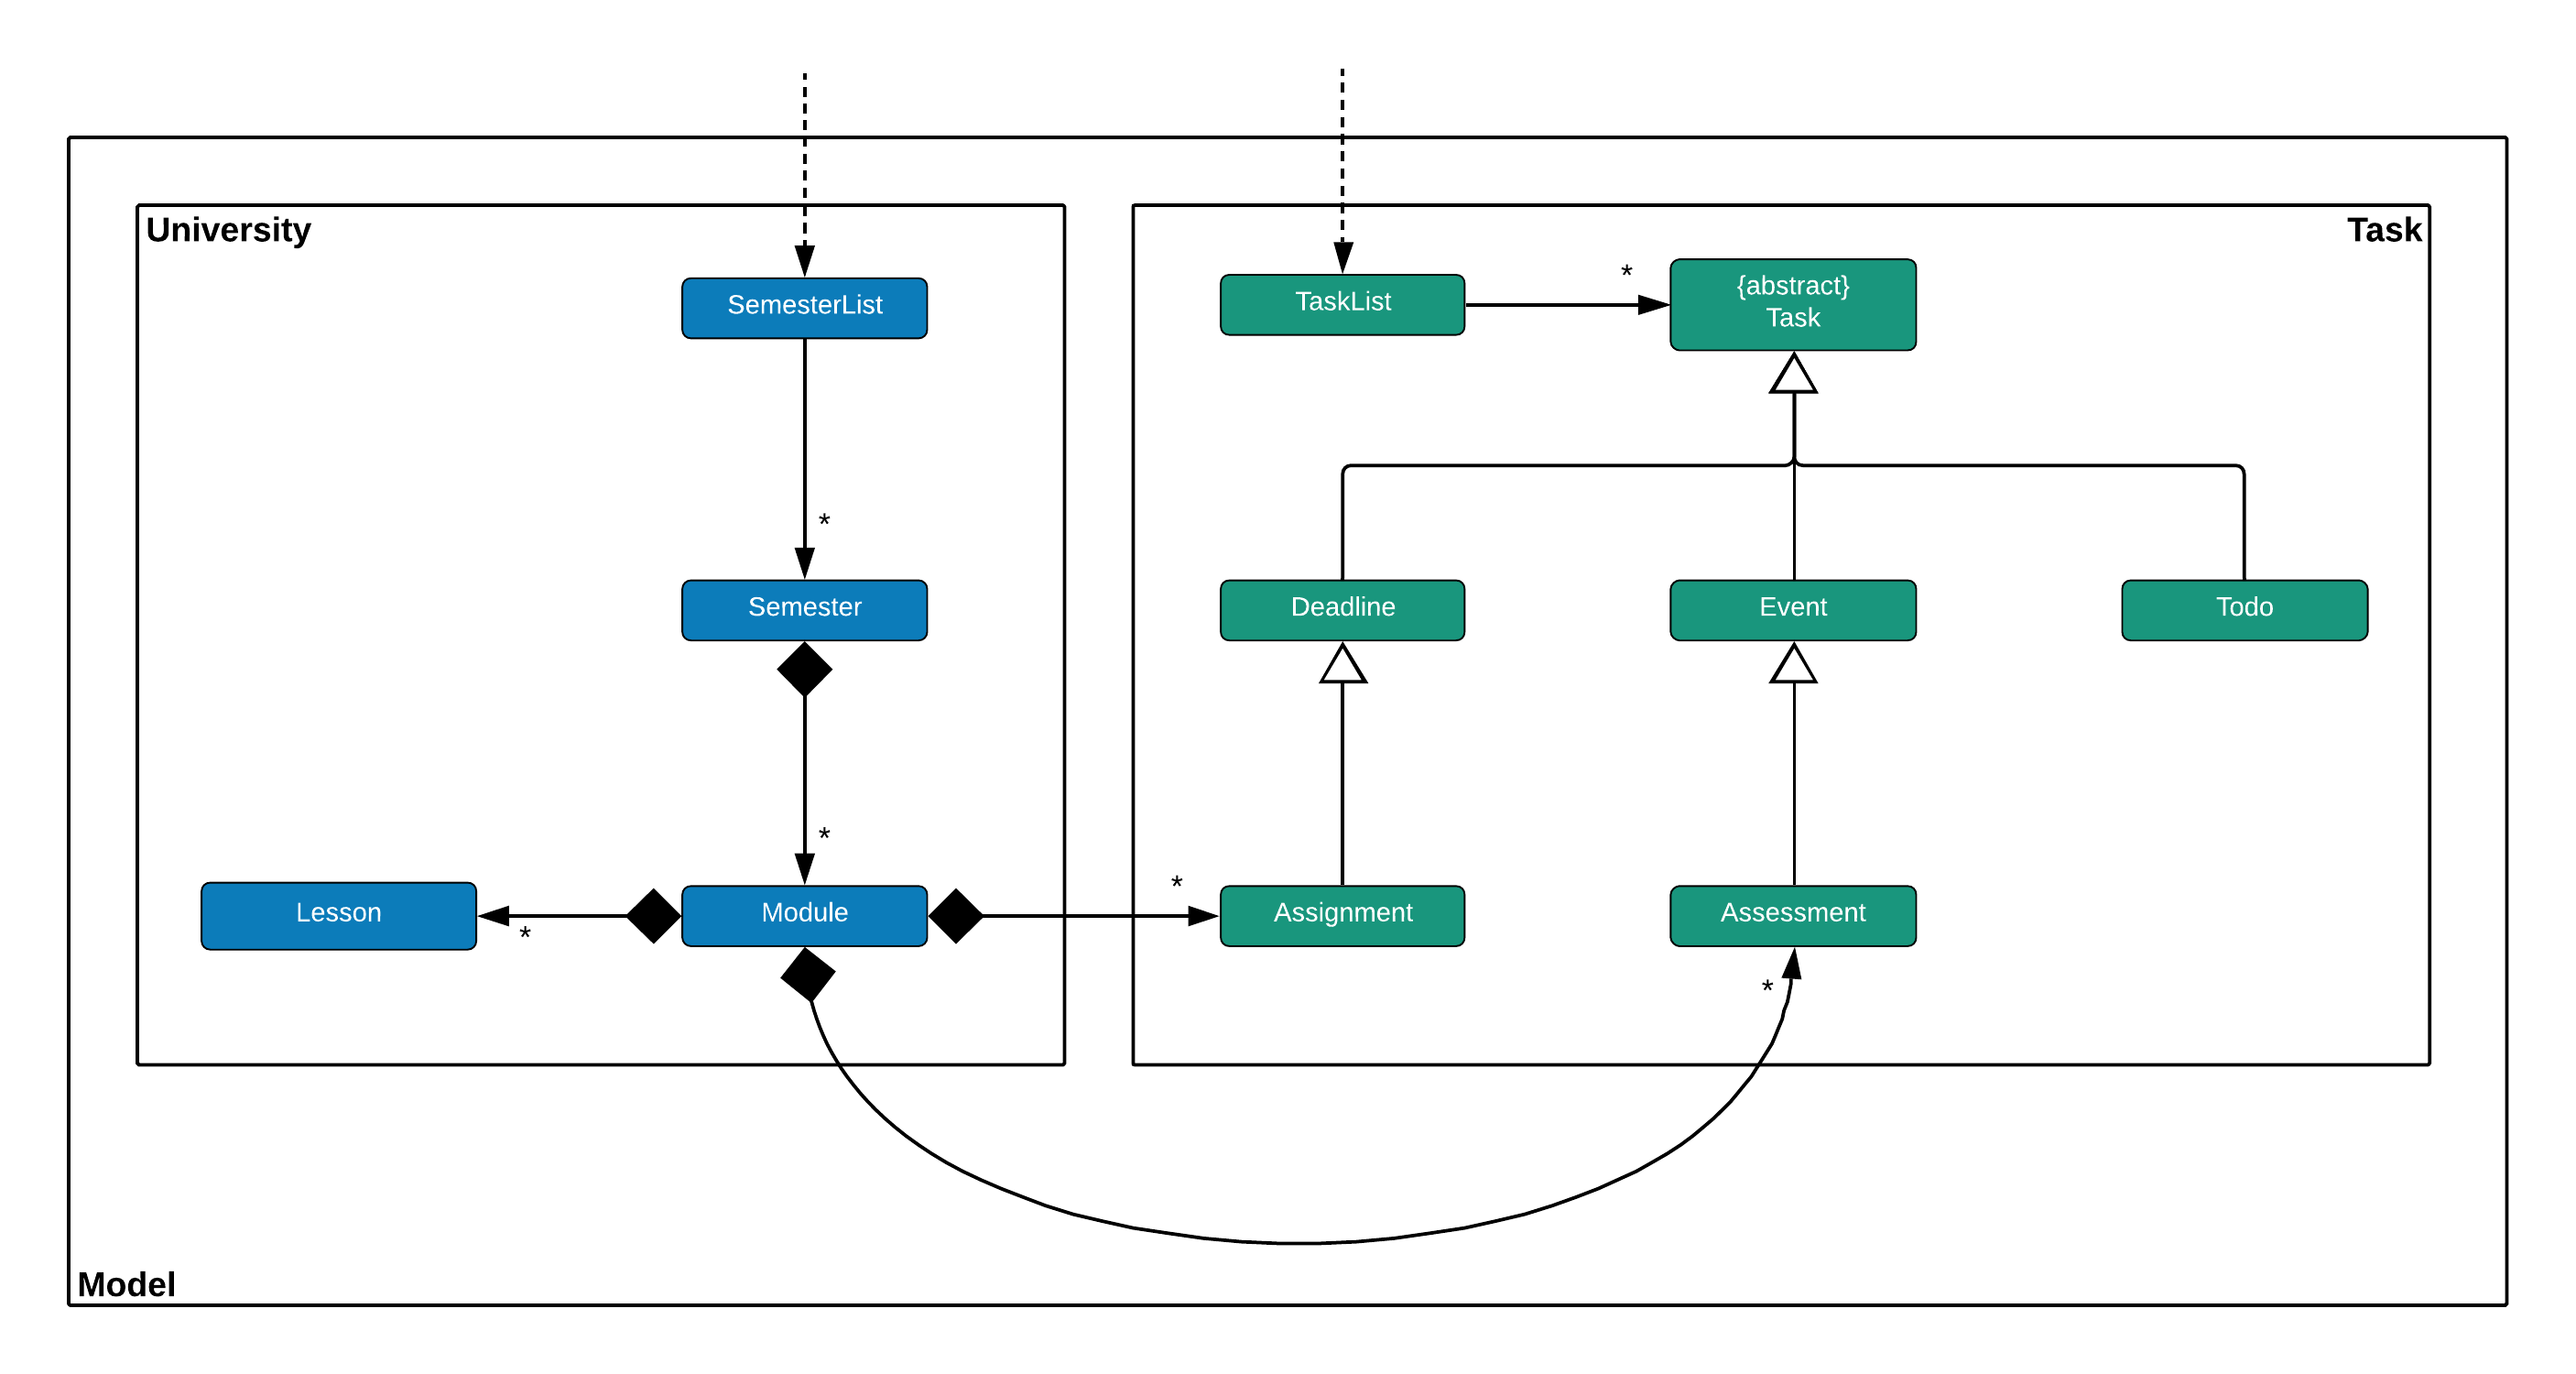 University
Task
SemesterList
TaskList
*
{abstract}
Task
*
Semester
Deadline
Event
Todo
*
Lesson
*
Module
*
Assignment
Assessment
*
Model